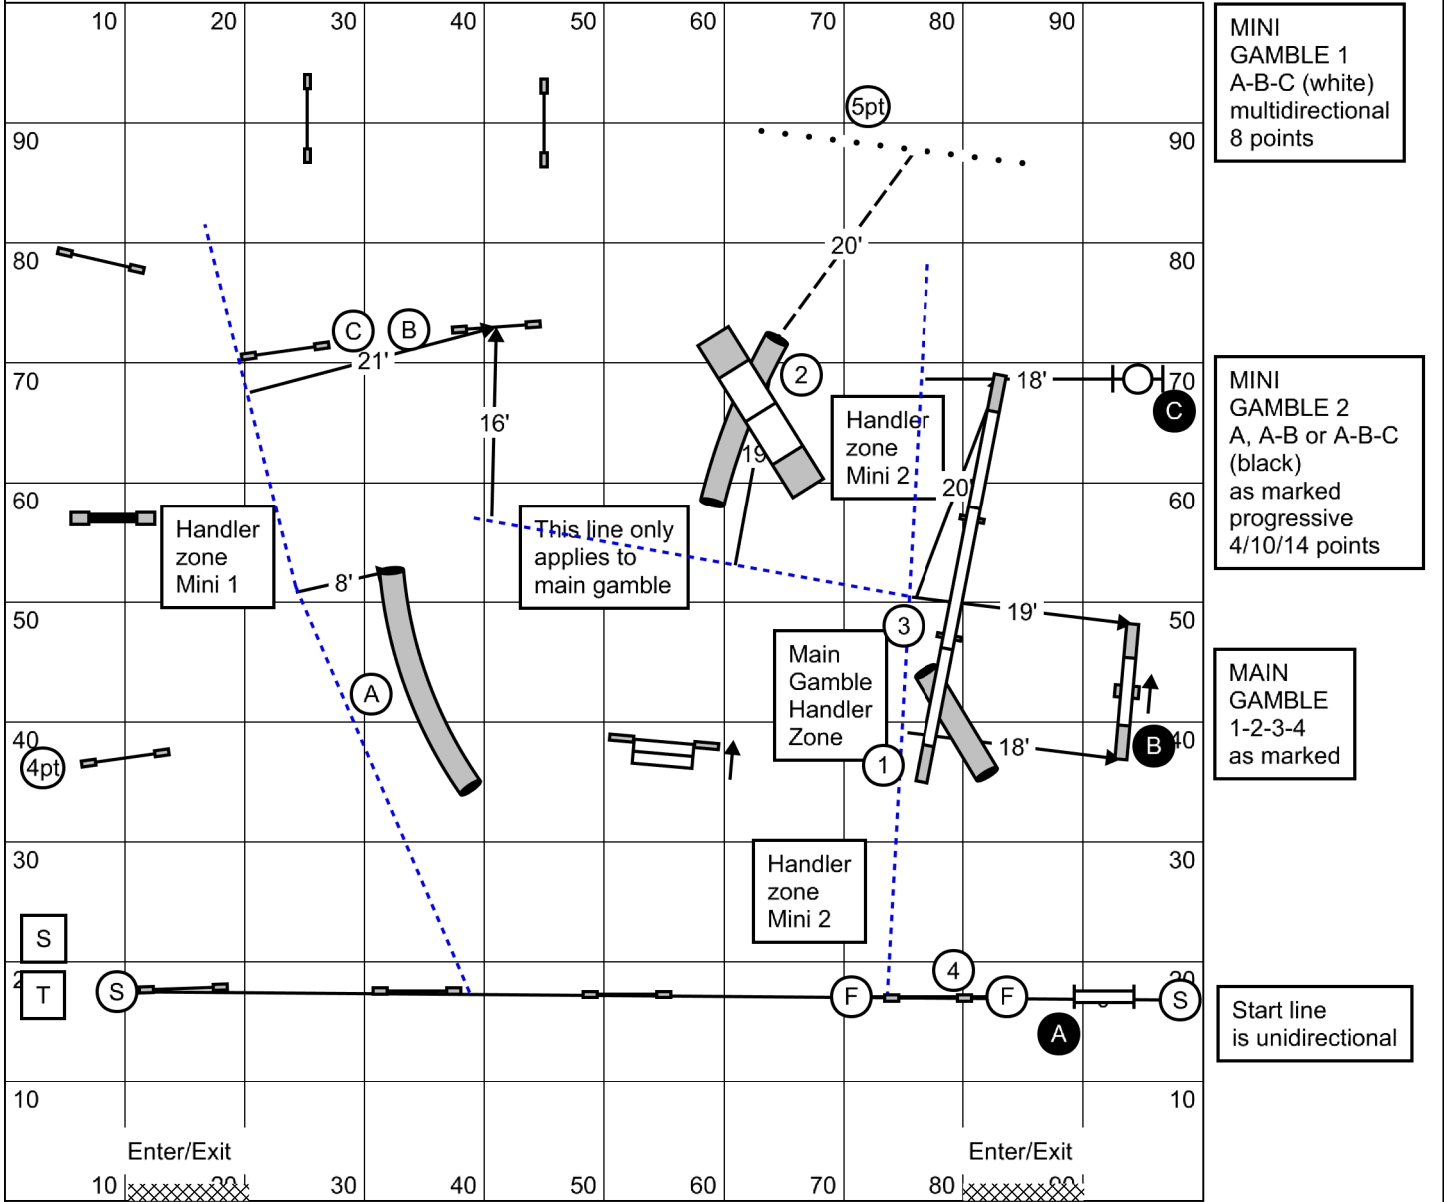 10 20 30 40 50 60 70 80 90
MINI
GAMBLE 1
A-B-C (white)
multidirectional
8 points
5pt
90 90
80 20' 80
C B
21'
70 2 18' 70
C
MINI
GAMBLE 2
A, A-B or A-B-C
(black)
as marked
progressive
4/10/14 points
16'
Handler
zone
Mini 2
19
20'
60 60
Handler
zone
Mini 1
This line only
applies to
main gamble
8'
50 3 19' 50
Main
Gamble
Handler
Zone
MAIN
GAMBLE
1-2-3-4
as marked
A
40 4pt 1 18' B 40
30 30
Handler
zone
Mini 2
S
4
20
T S F F S
A
Start line
is unidirectional
10 10
Enter/Exit Enter/Exit
10 20 30 40 50 60 70 80 90